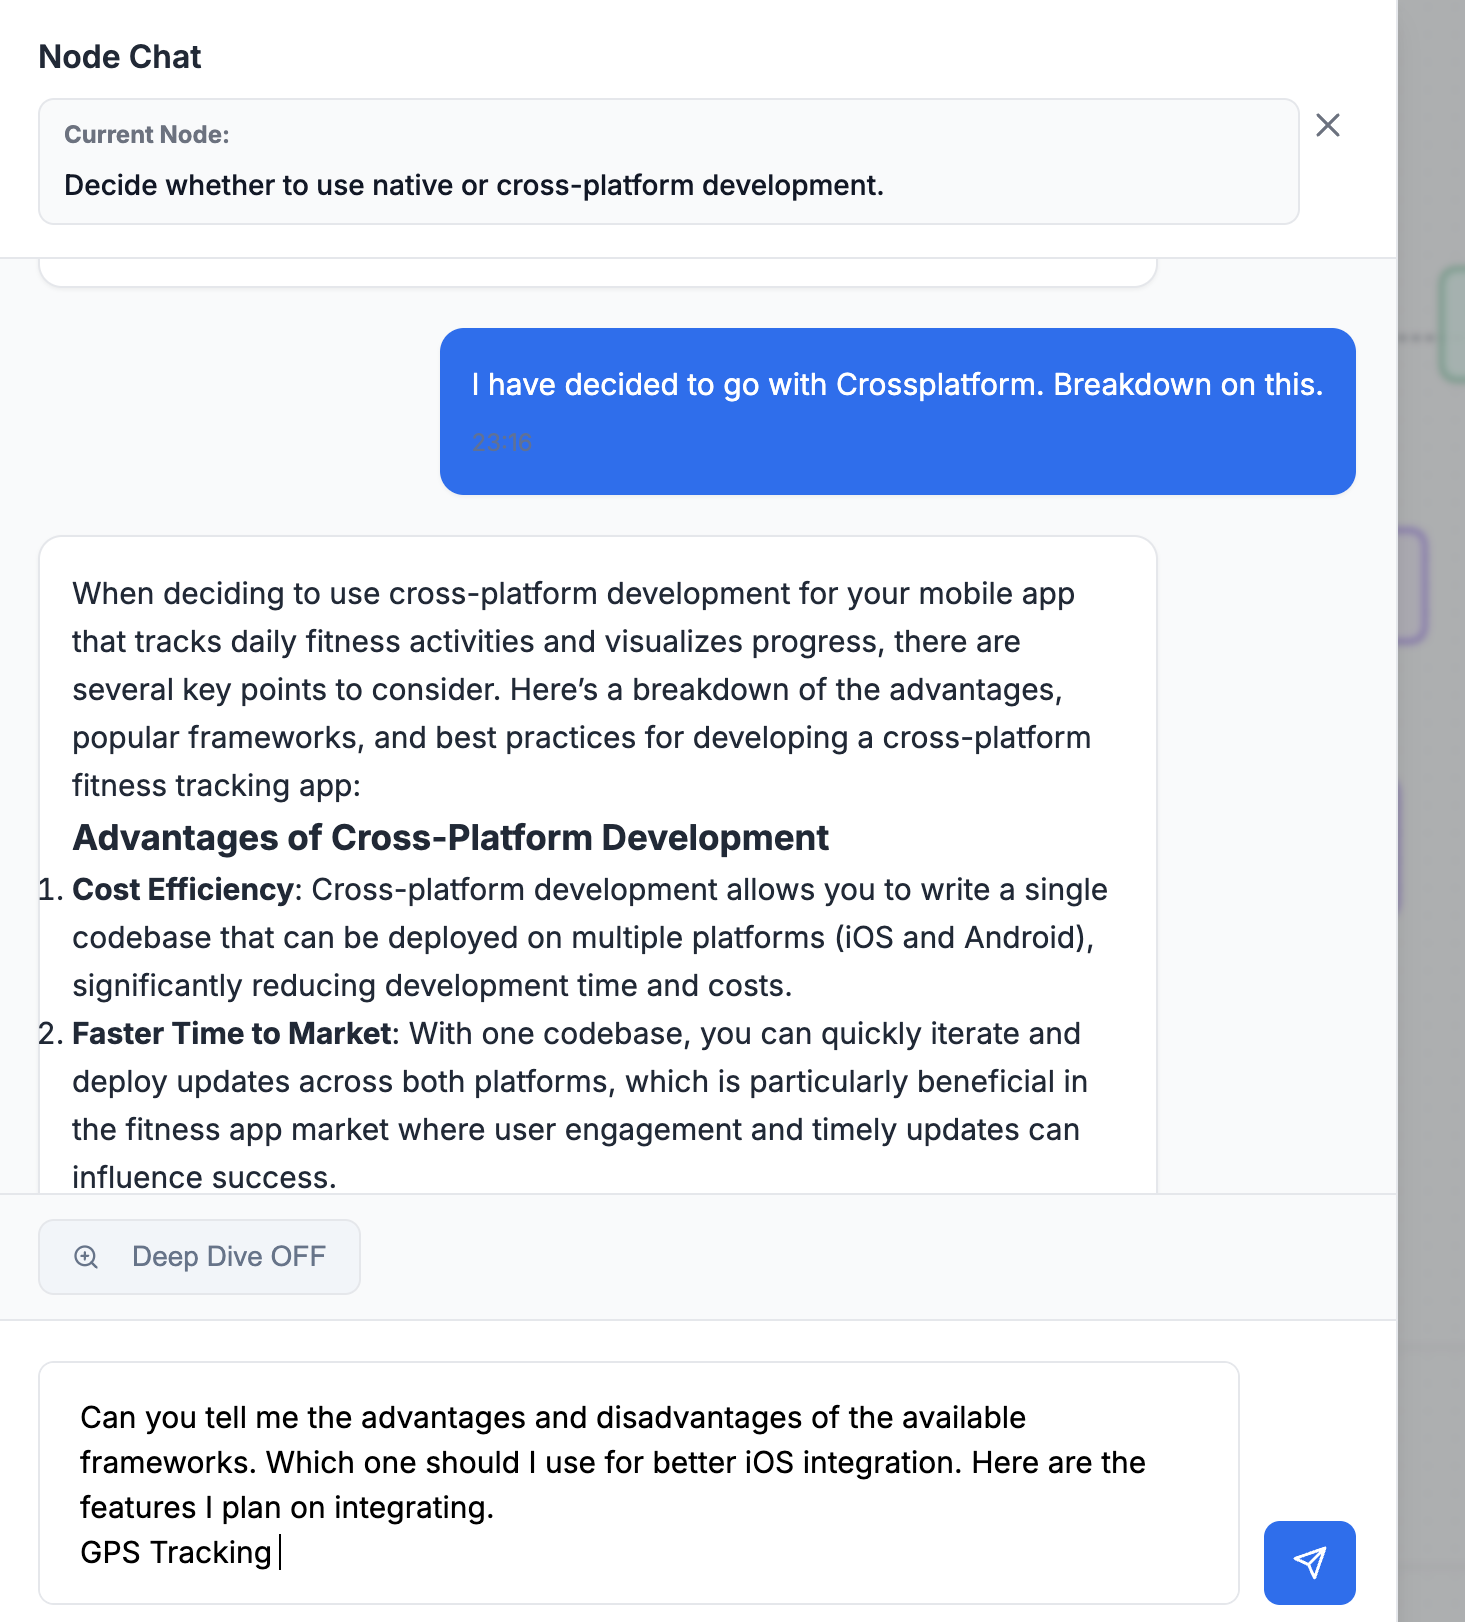 Node Chat
Current Node:
Decide whether to use native or cross-platform development.
I have decided to go with Crossplatform. Breakdown on this.
23:16
When deciding to use cross-platform development for your mobile app
that tracks daily fitness activities and visualizes progress, there are
several key points to consider. Here’s a breakdown of the advantages,
popular frameworks, and best practices for developing a cross-platform
fitness tracking app:
Advantages of Cross-Platform Development
1. Cost Efficiency: Cross-platform development allows you to write a single
codebase that can be deployed on multiple platforms (iOS and Android),
significantly reducing development time and costs.
2. Faster Time to Market: With one codebase, you can quickly iterate and
deploy updates across both platforms, which is particularly beneficial in
the fitness app market where user engagement and timely updates can
influence success.
Deep Dive OFF
Can you tell me the advantages and disadvantages of the available
frameworks. Which one should I use for better iOS integration. Here are the
features I plan on integrating.
GPS Tracking